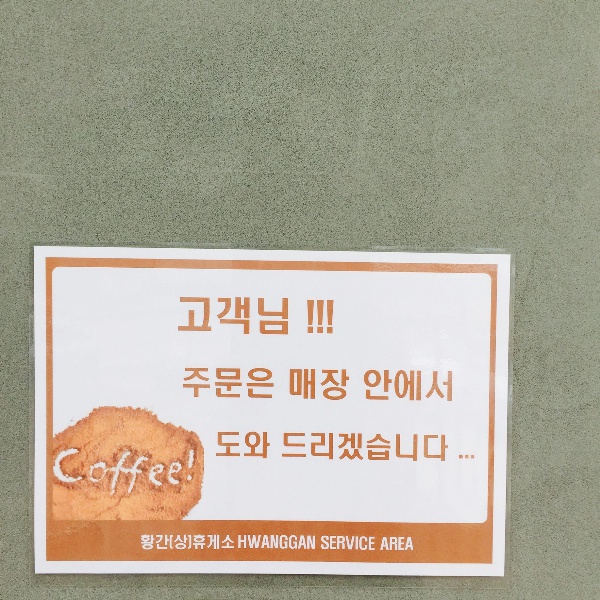 고객님 !!!
주문은 매장 안에서
도와 드리겠습니다 ...
Coffee!
황간(상)휴게소 HWANGGAN SERVICE AREA